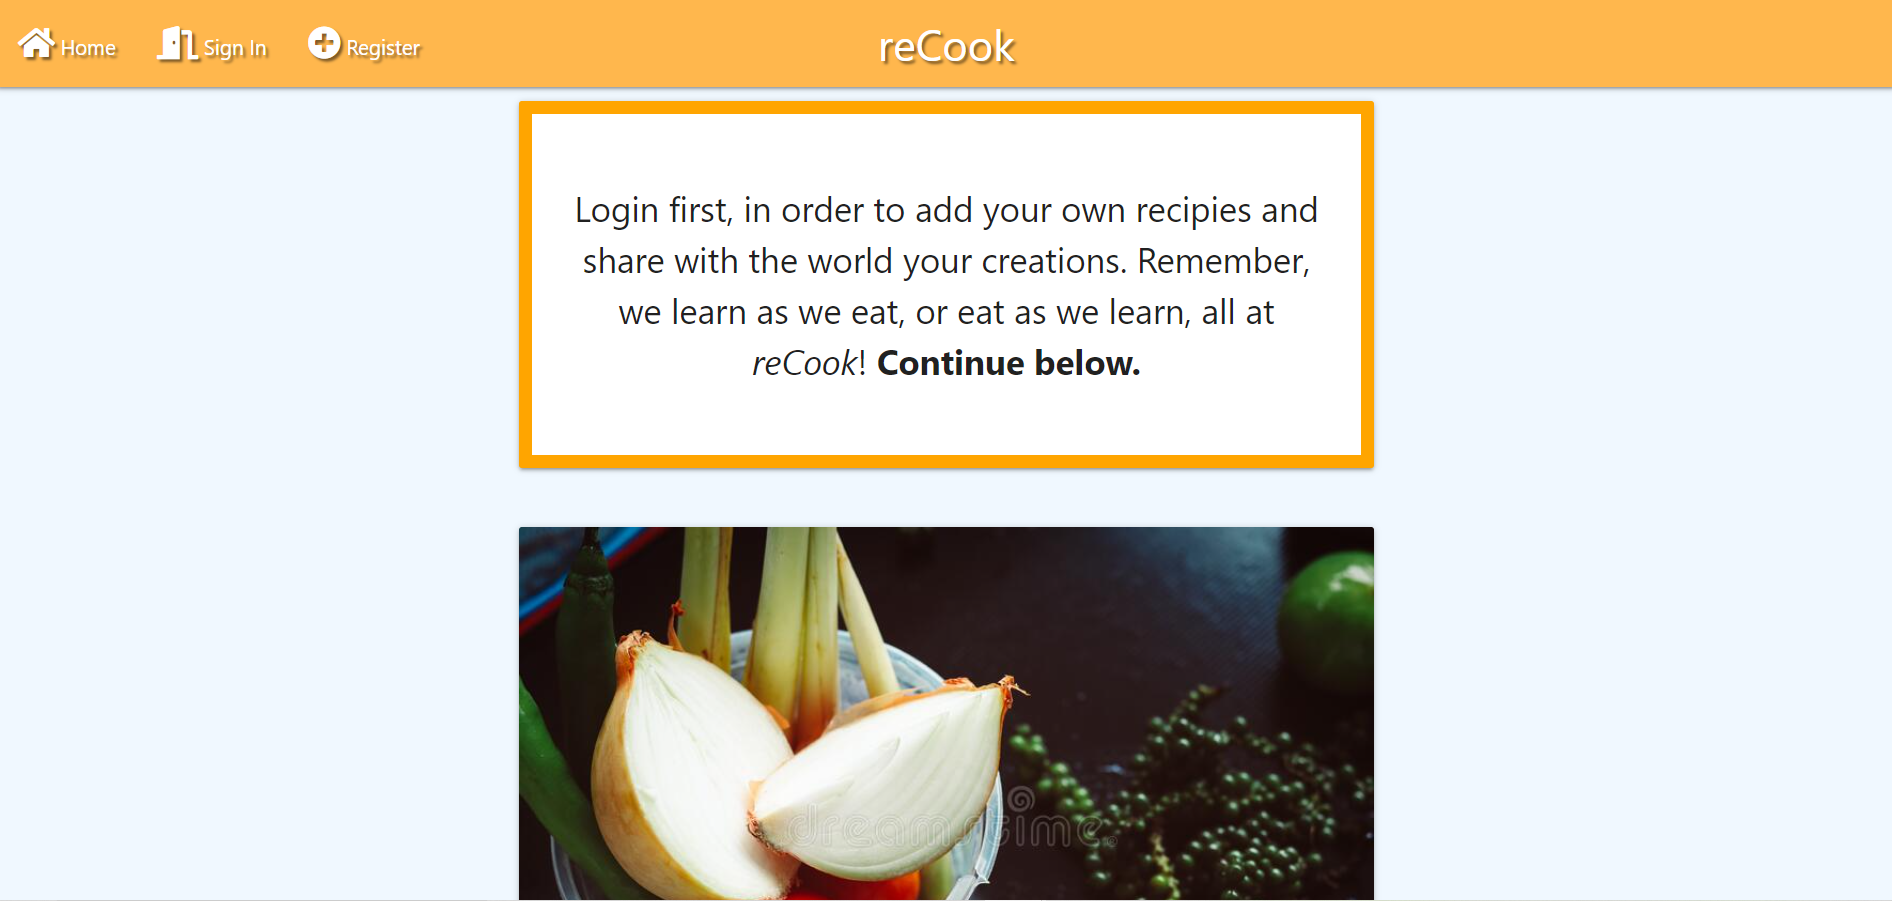 Home
Sign In
Register
reCook
Login first, in order to add your own recipies and
share with the world your creations. Remember,
we learn as we eat, or eat as we learn, all at
reCook! Continue below.
dreamstime